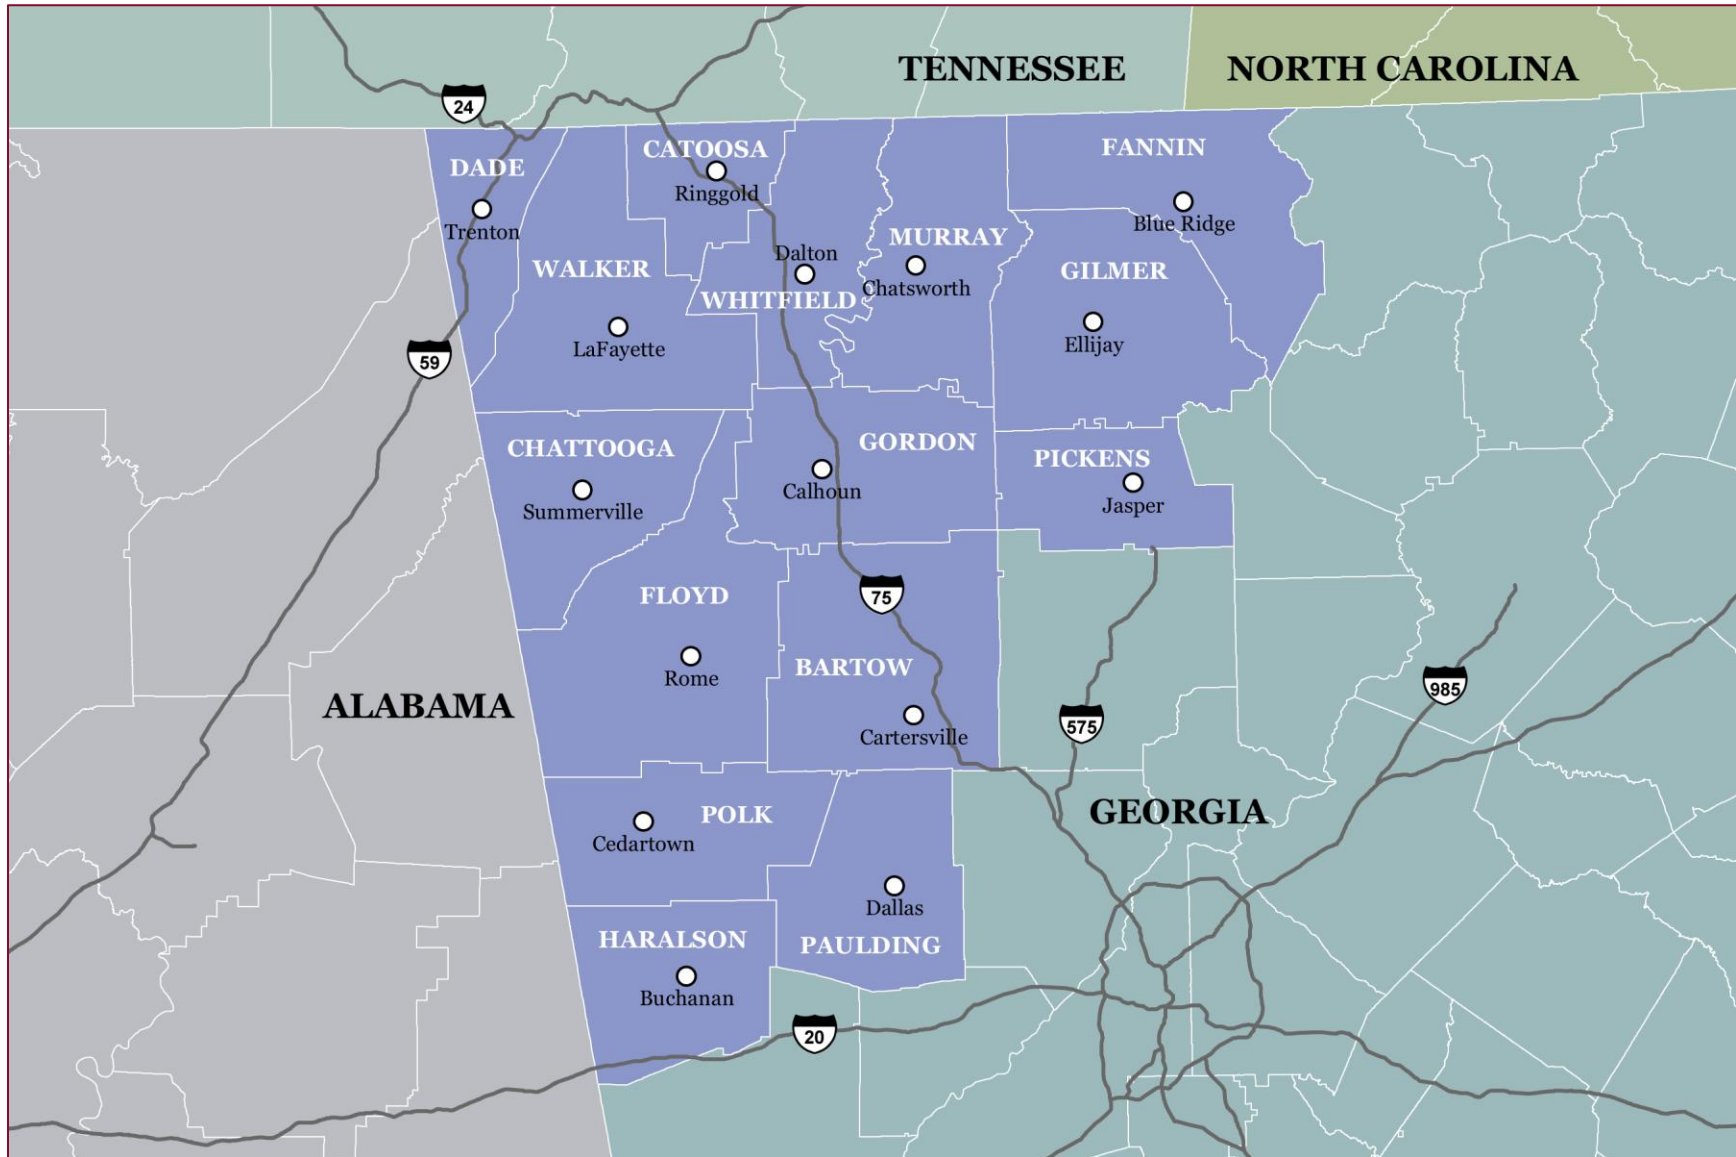 TENNESSEE
NORTH CAROLINA
24
DADE
CATOOSA
FANNIN
Ringgold
Trenton
Blue Ridge
MURRAY
Dalton
WALKER
GILMER
Chatsworth
WHITFIELD
LaFayette
Ellijay
59
CHATTOOGA
GORDON
PICKENS
Calhoun
Summerville
Jasper
FLOYD
75
BARTOW
Rome
985
ALABAMA
575
Cartersville
GEORGIA
POLK
Cedartown
Dallas
HARALSON
PAULDING
Buchanan
20